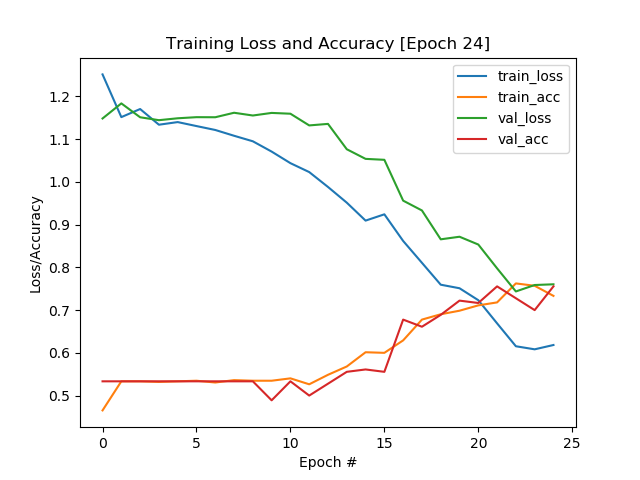 Training Loss and Accuracy [Epoch 24]
train_loss
train_acc
val_loss
val_acc
1.2
1.1
1.0
0.9
0.8
0.7
0.6
0.5
Loss/Accuracy
0 5 10 15 20 25
Epoch #